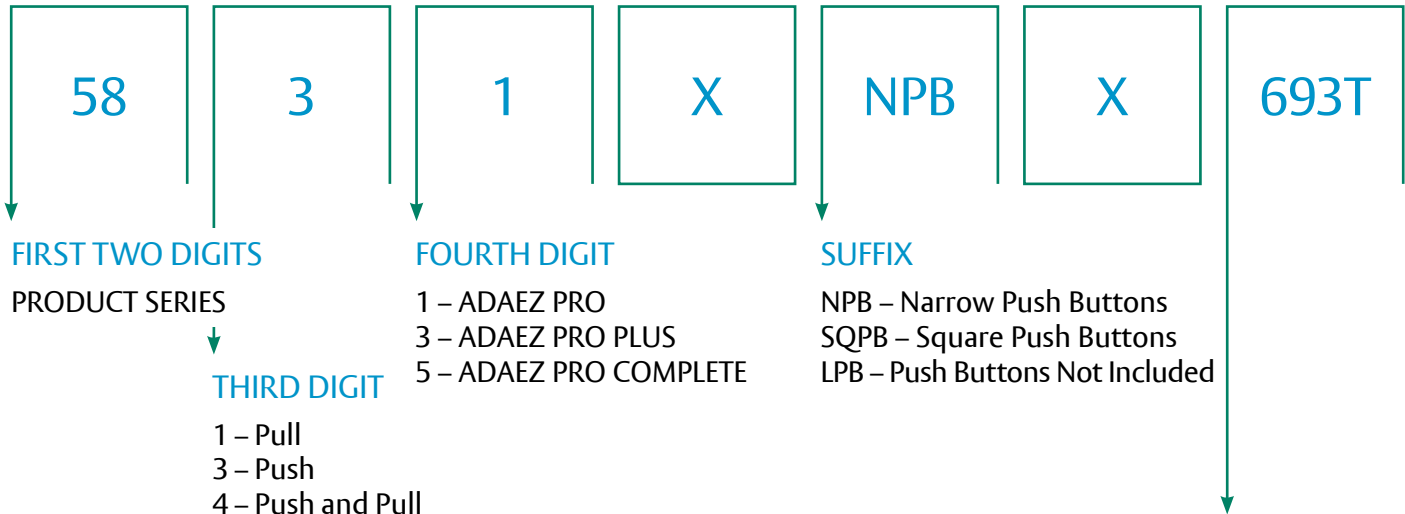 58 3 1 X NPB X 693T
FIRST TWO DIGITS
PRODUCT SERIES
THIRD DIGIT
1 – Pull
3 – Push
4 – Push and Pull
FOURTH DIGIT
1 – ADAEZ PRO
3 – ADAEZ PRO PLUS
5 – ADAEZ PRO COMPLETE
SUFFIX
NPB – Narrow Push Buttons
SQPB – Square Push Buttons
LPB – Push Buttons Not Included